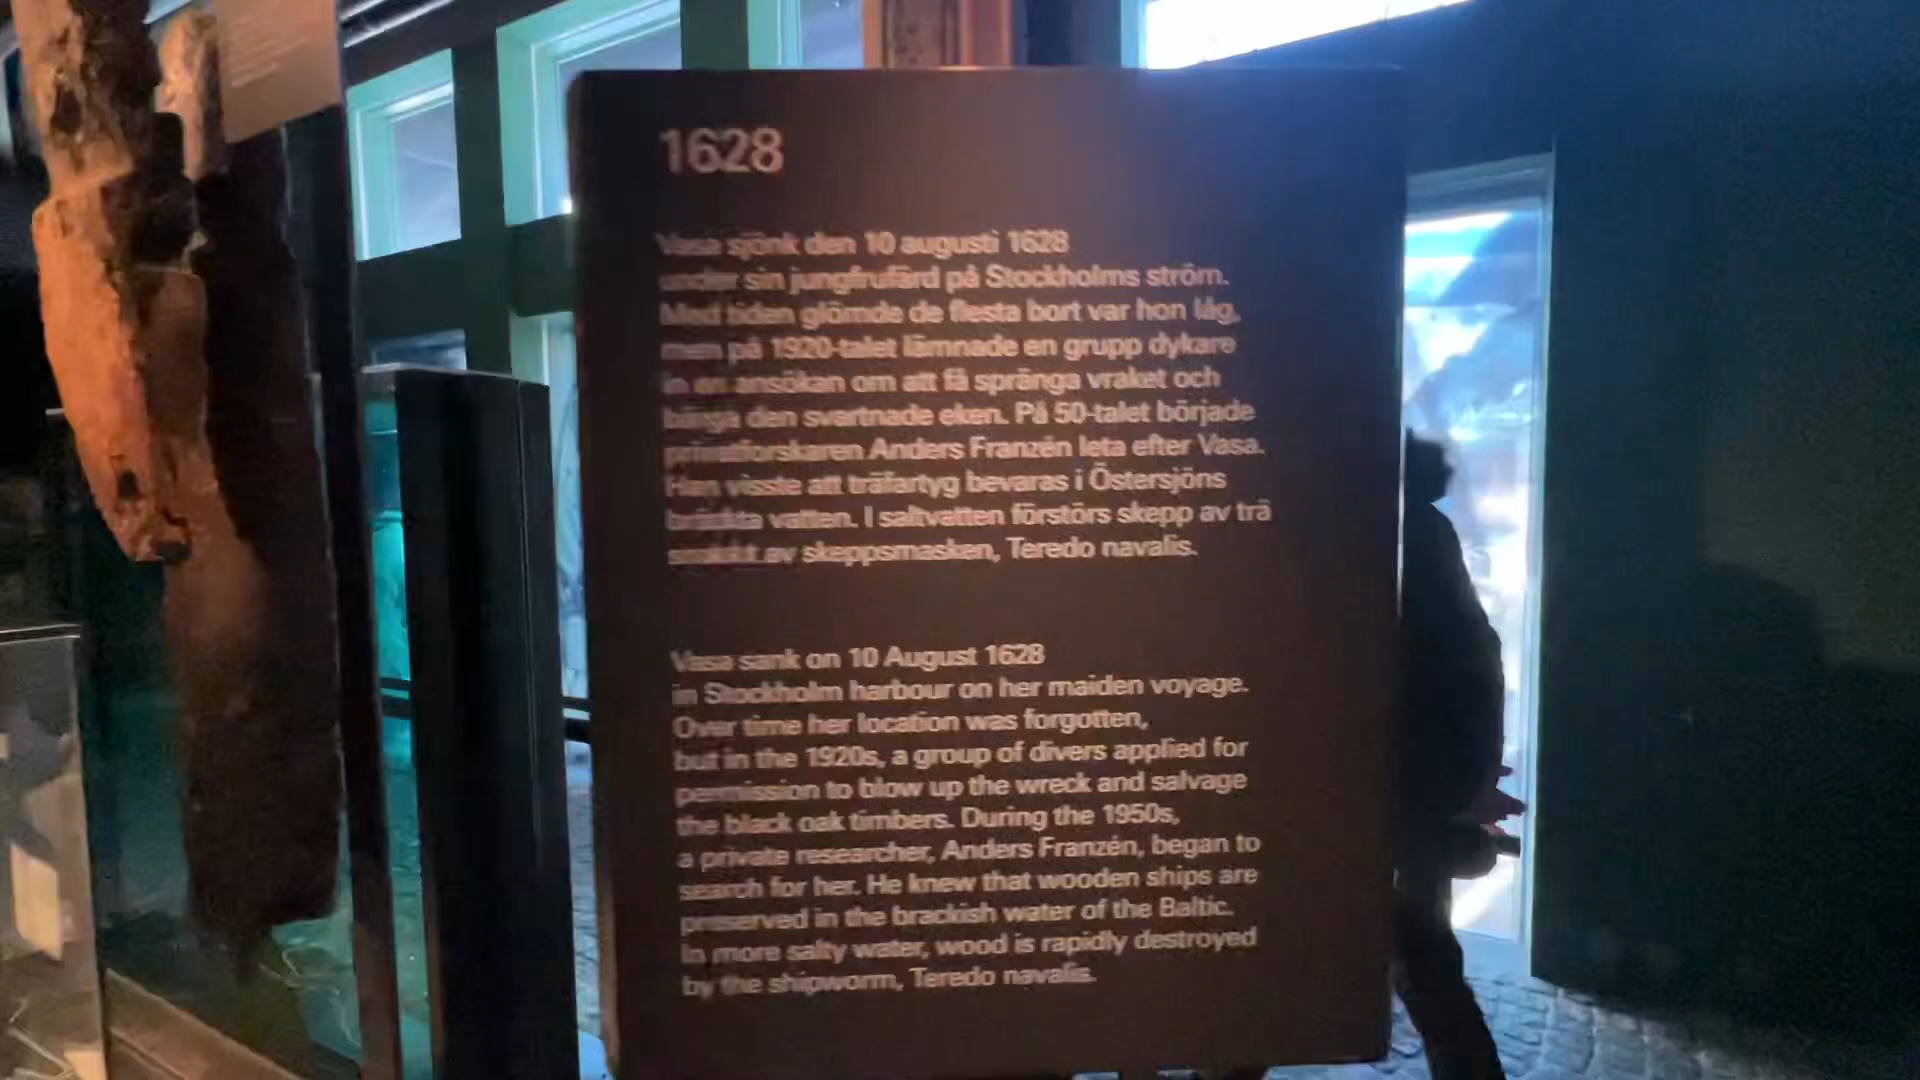 1628
Vasa sjönk den 10 augusti 1628
under sin jungfrufärd på Stockholms ström.
Med tiden glömde de flesta bort var hon låg,
men på 1920-talet lämnade en grupp dykare
in en ansökan om att få spränga vraket och
bärga den svartnade eken. På 50-talet började
privatforskaren Anders Franzén leta efter Vasa.
Han visste att träfartyg bevaras i Östersjöns
bräckta vatten. I saltvatten förstörs skepp av trä
snabbt av skeppsmasken, Teredo navalis.
Vasa sank on 10 August 1628
in Stockholm harbour on her maiden voyage.
Over time her location was forgotten,
but in the 1920s, a group of divers applied for
permission to blow up the wreck and salvage
the black oak timbers. During the 1950s,
a private researcher, Anders Franzén, began to
search for her. He knew that wooden ships are
preserved in the brackish water of the Baltic.
In more salty water, wood is rapidly destroyed
by the shipworm, Teredo navalis.